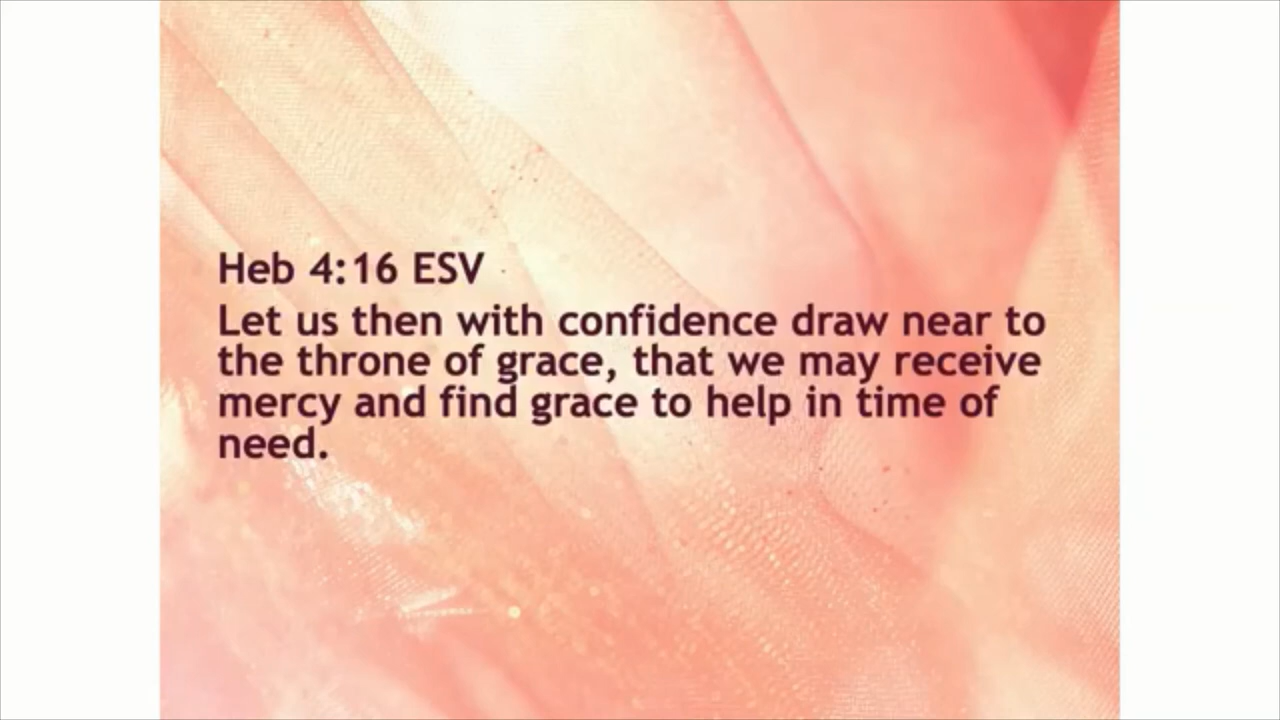 Heb 4:16 ESV
Let us then with confidence draw near to
the throne of grace, that we may receive
mercy and find grace to help in time of
need.